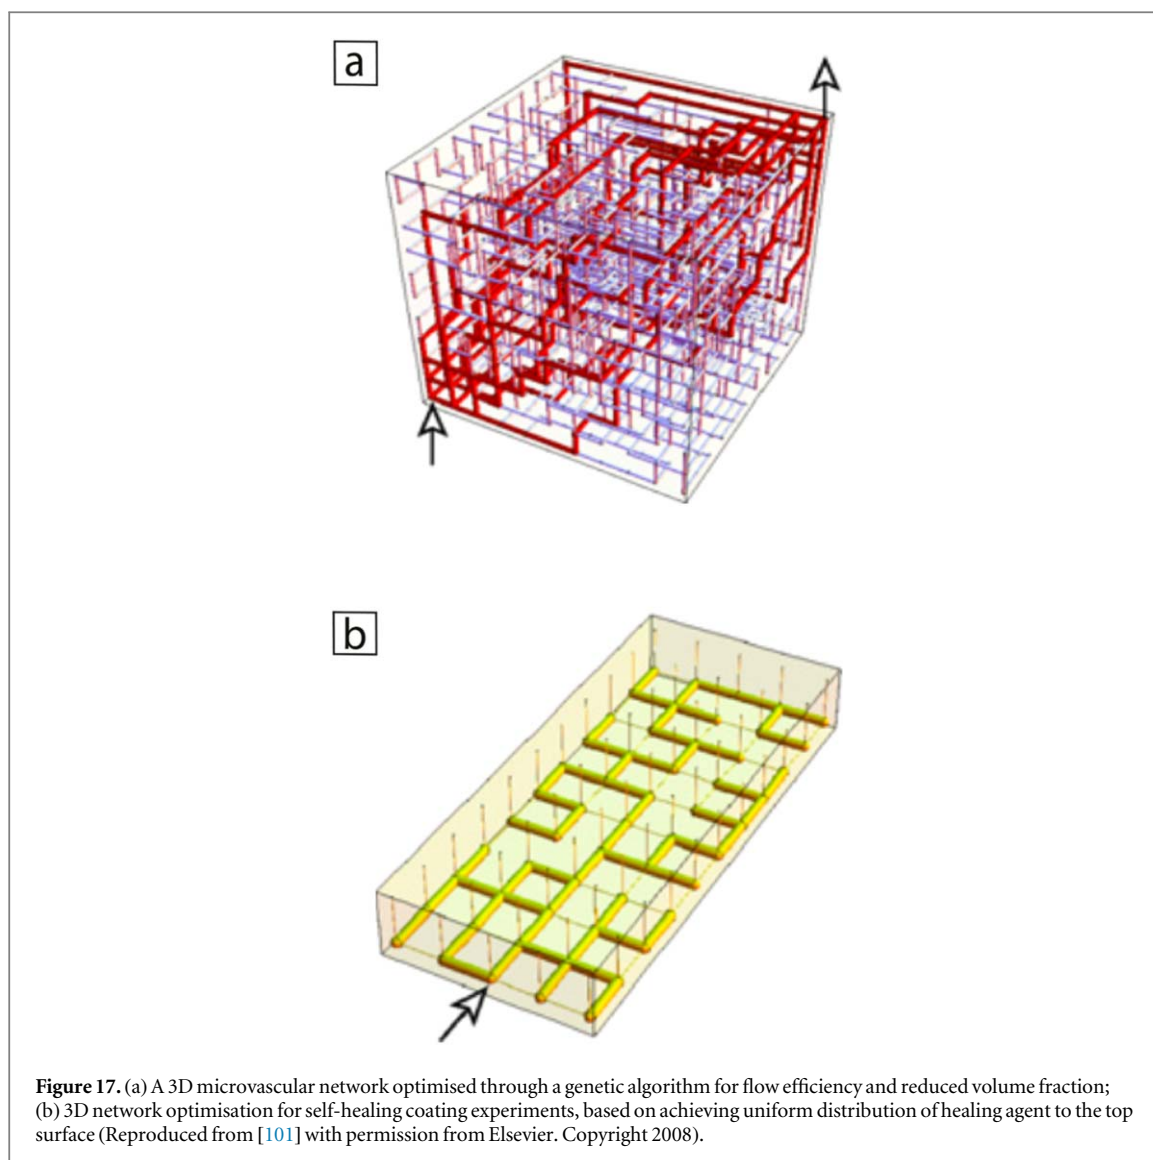 a
b
Figure 17. (a) A 3D microvascular network optimised through a genetic algorithm for flow efficiency and reduced volume fraction;
(b) 3D network optimisation for self-healing coating experiments, based on achieving uniform distribution of healing agent to the top
surface (Reproduced from [101] with permission from Elsevier. Copyright 2008).